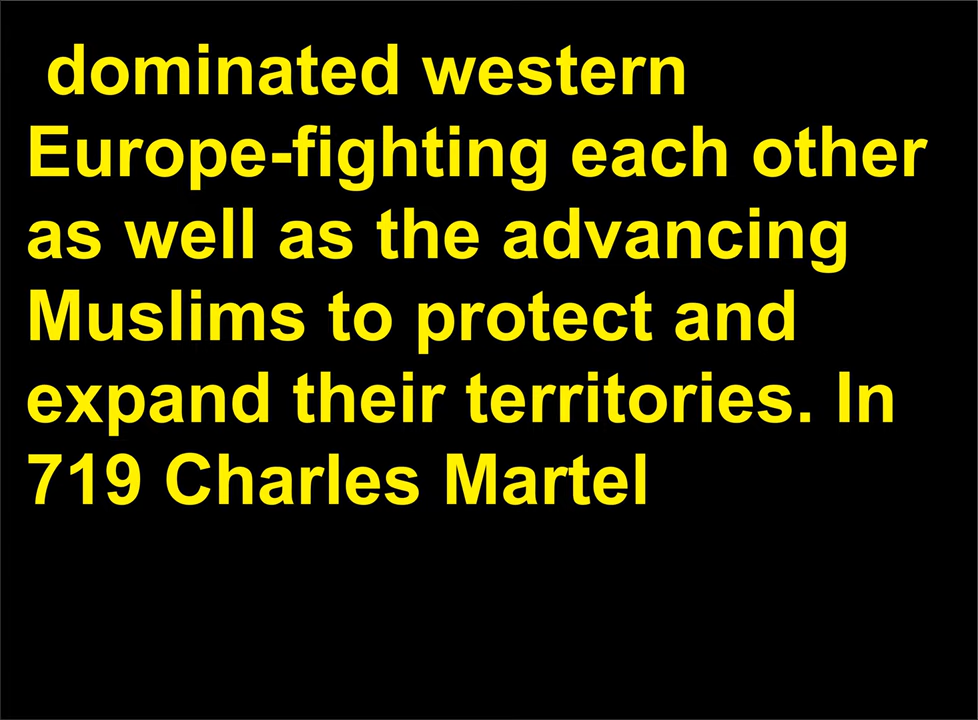 dominated western
Europe-fighting each other
as well as the advancing
Muslims to protect and
expand their territories. In
719 Charles Martel